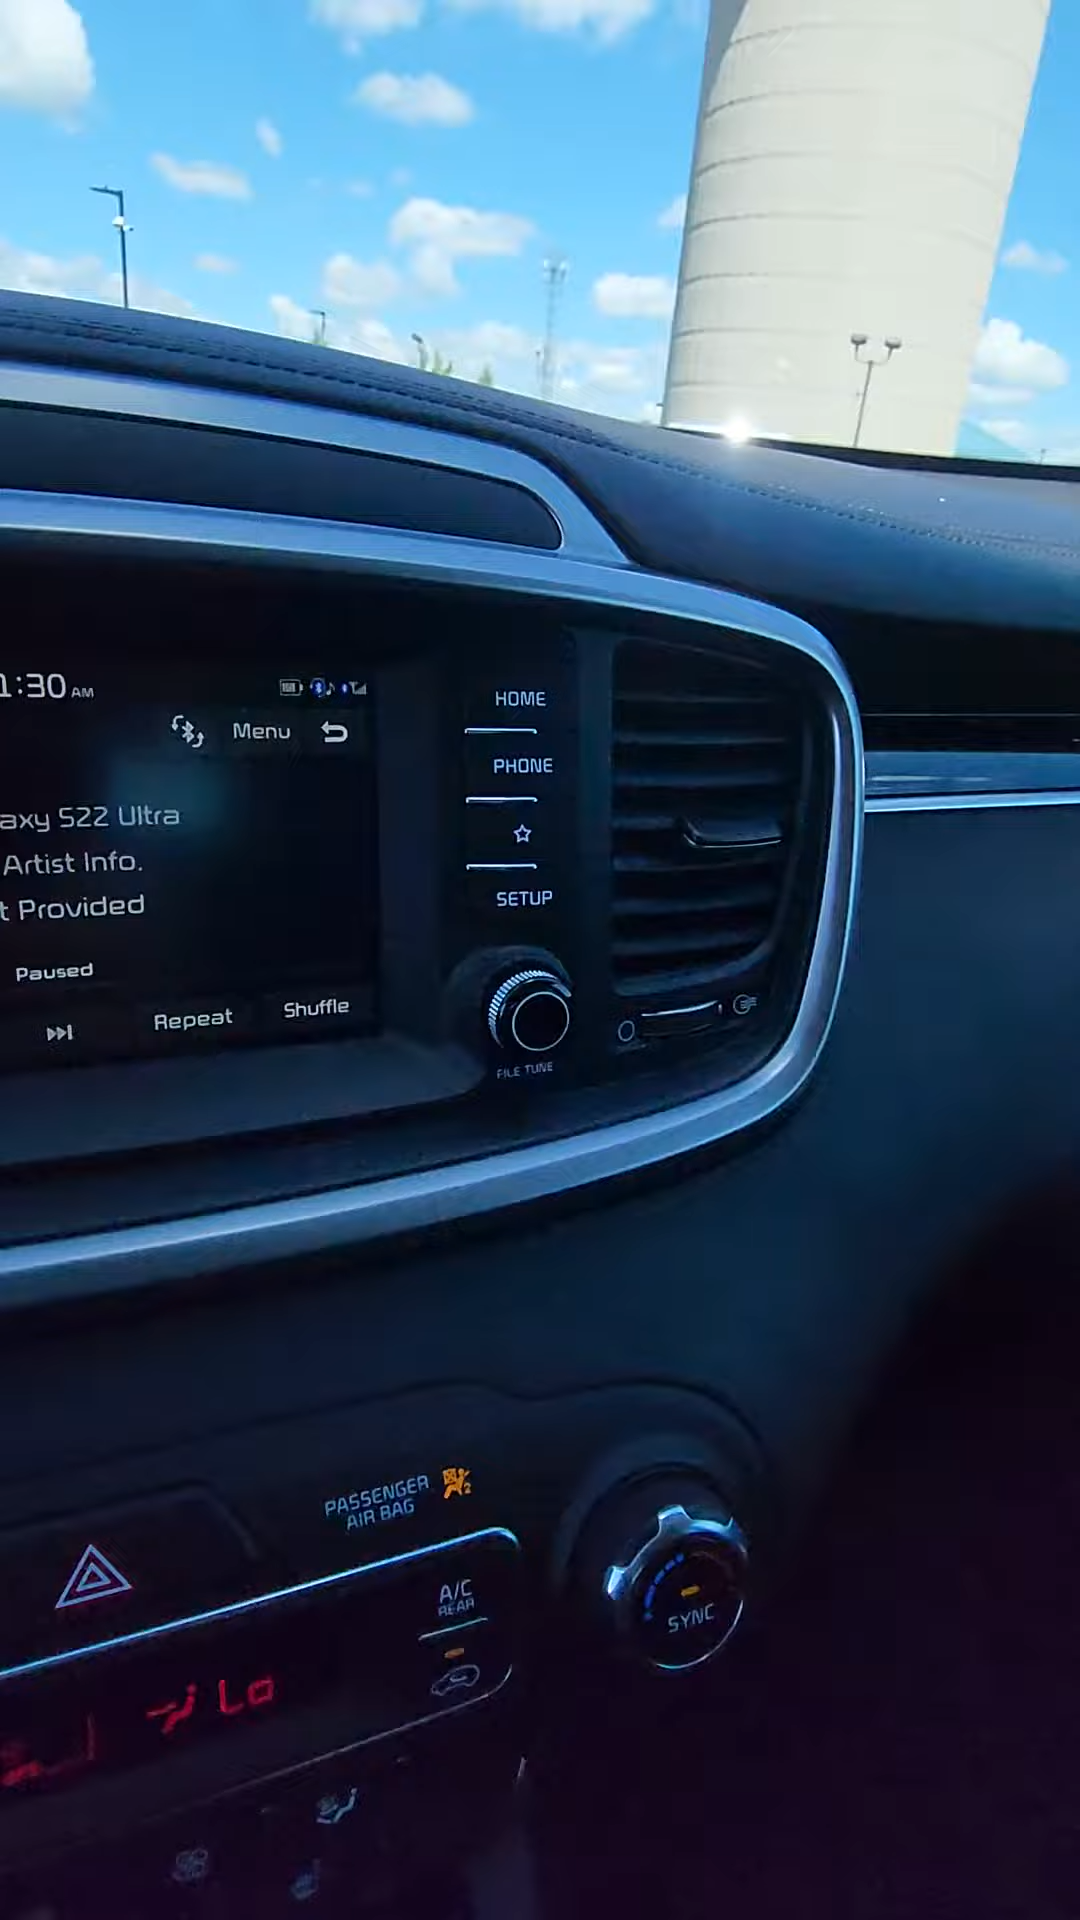 1:30 AM
Menu
axy S22 Ultra
Artist Info.
t Provided
Paused
Repeat
Shuffle
HOME
PHONE
SETUP
FILE TUNE
PASSENGER
AIR BAG
2
A/C
REAR
SYNC
Lo